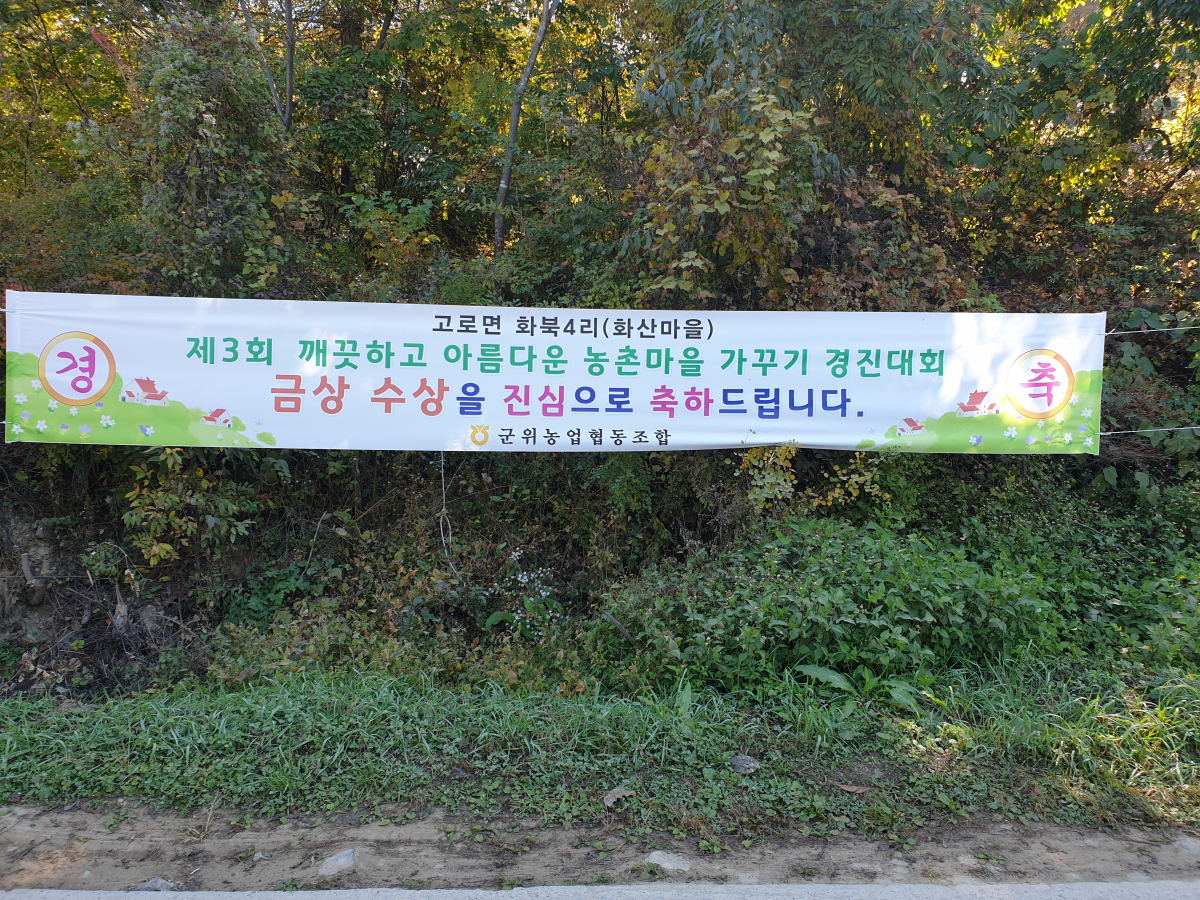 경
고로면 화북4리(화산마을)
제3회 깨끗하고 아름다운 농촌마을 가꾸기 경진대회
금상 수상을 진심으로 축하드립니다.
군위농업협동조합
축